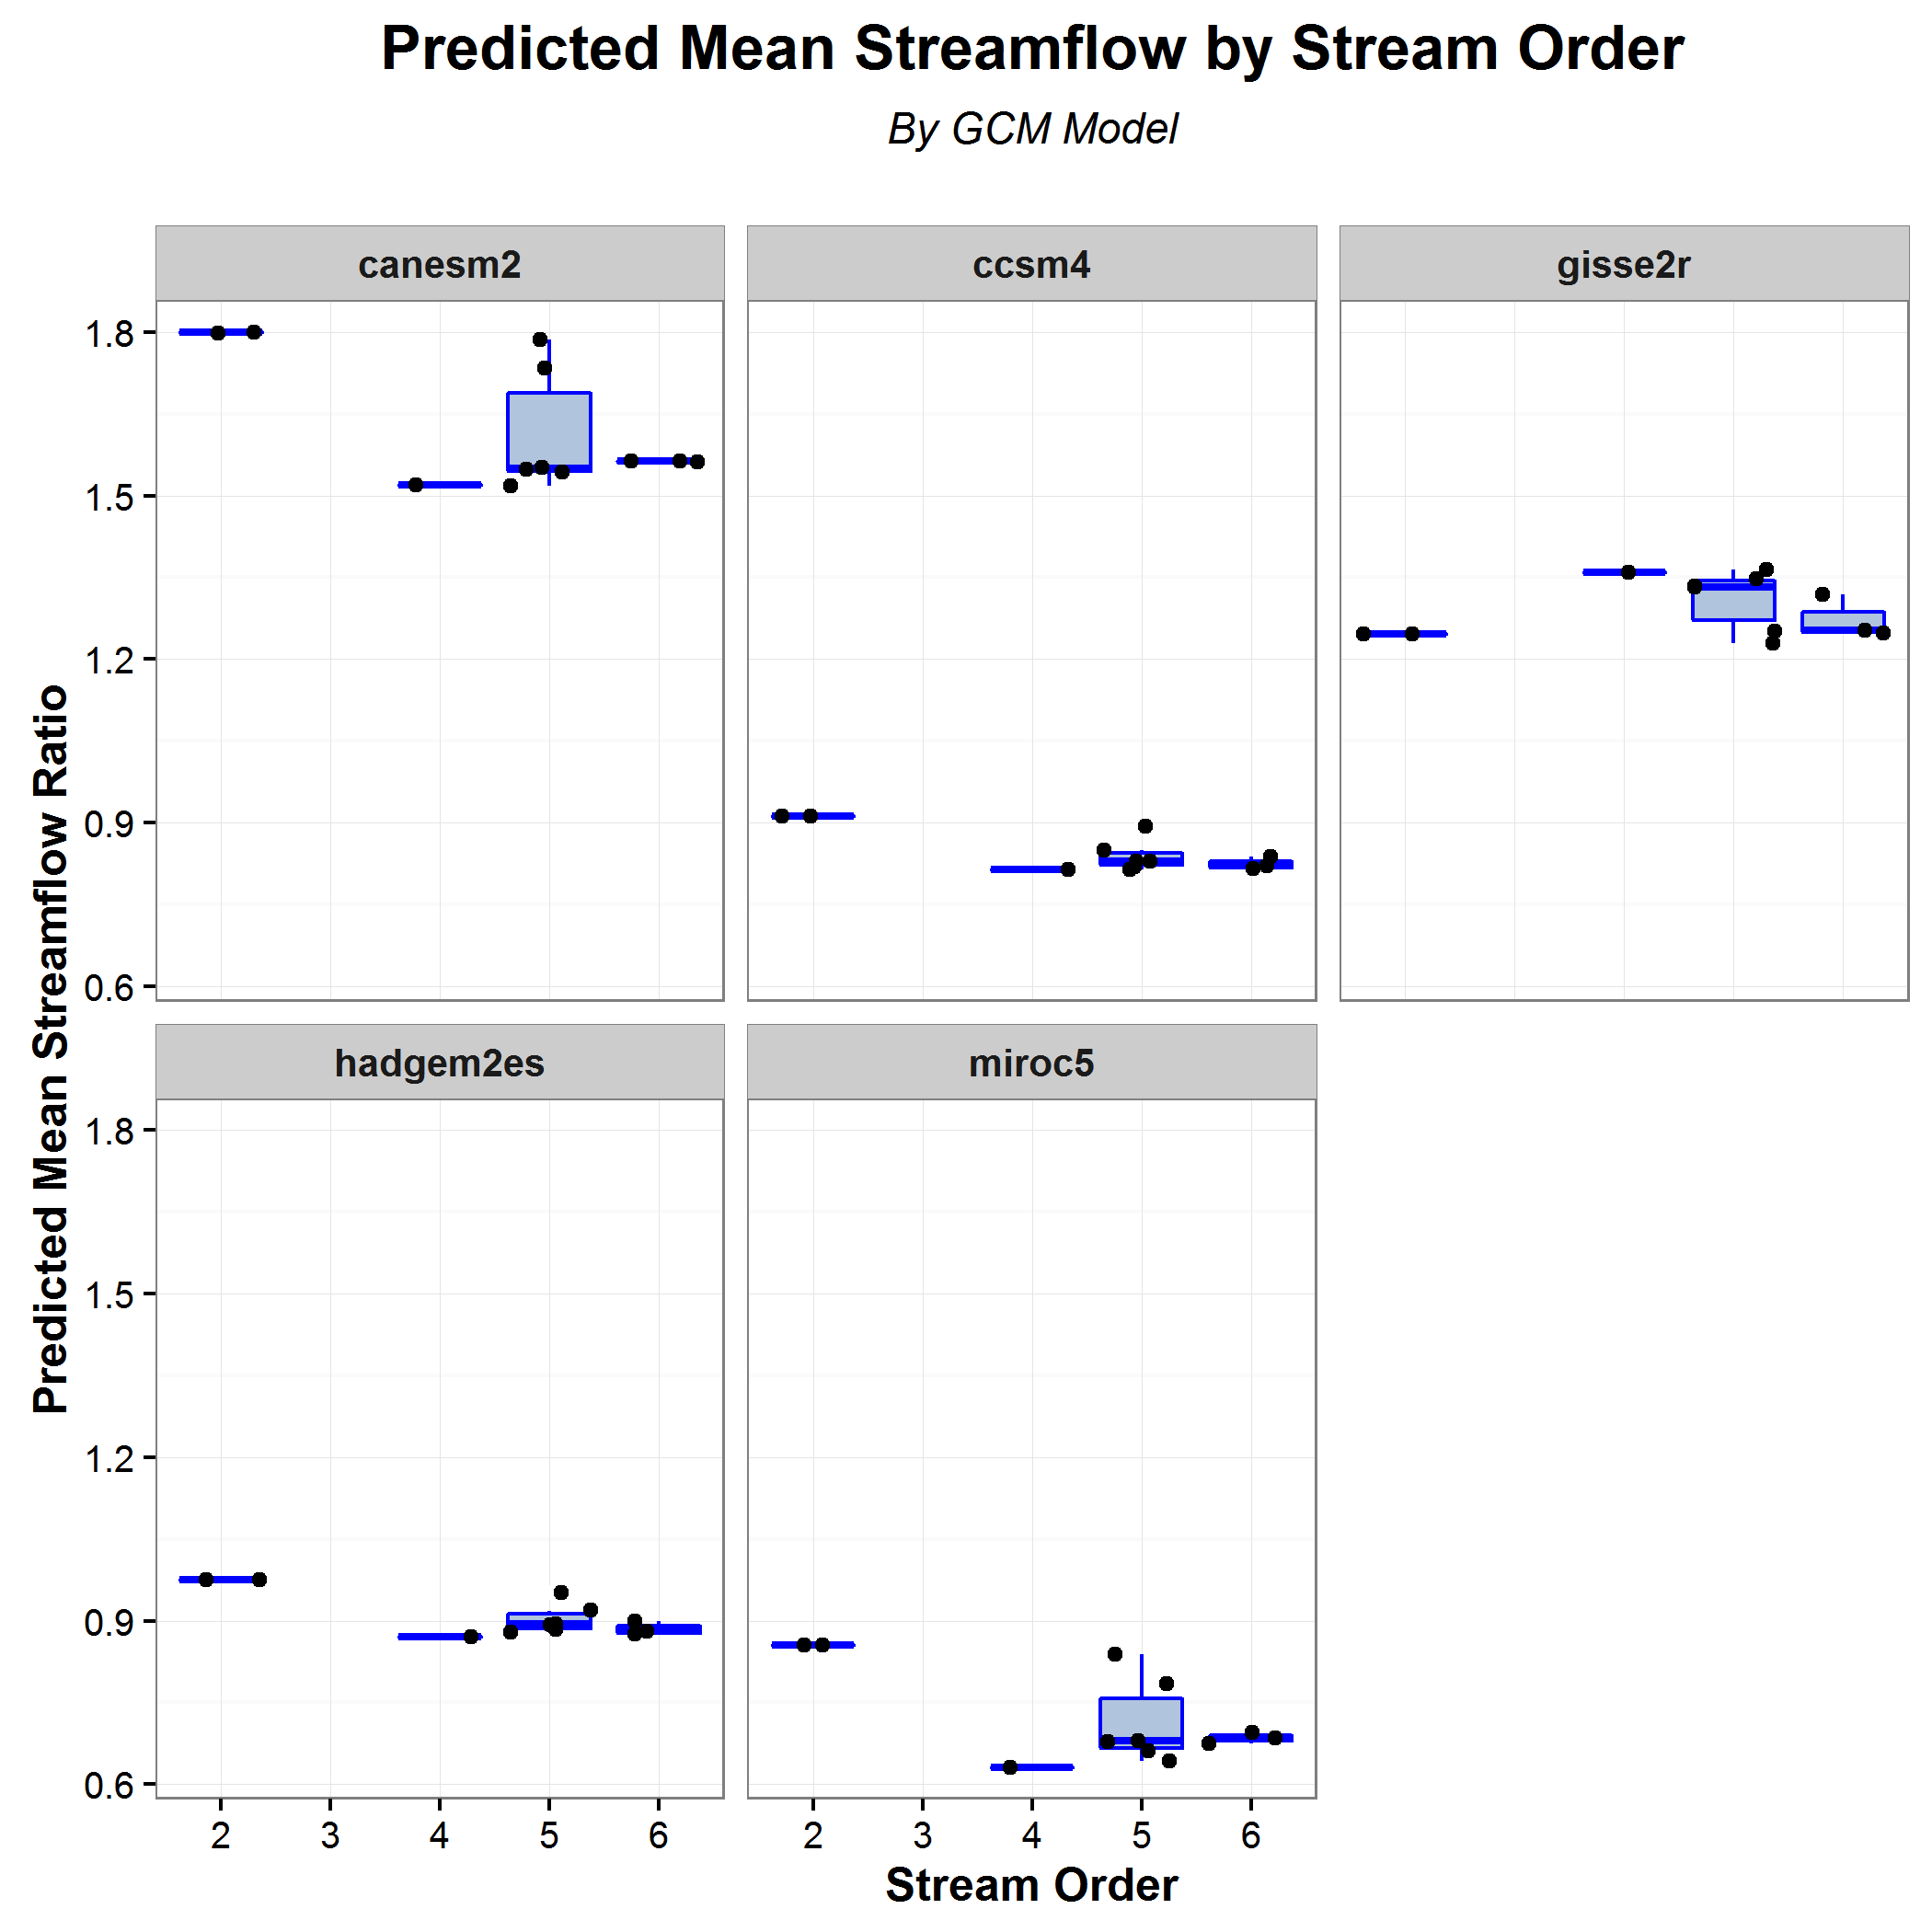 Predicted Mean Streamflow by Stream Order
By GCM Model
canesm2
ccsm4
gisse2r
1.8
1.5
1.2
0.9
0.6
Predicted Mean Streamflow Ratio
hadgem2es
miroc5
1.8
1.5
1.2
0.9
0.6
2 3 4 5 6
2 3 4 5 6
Stream Order